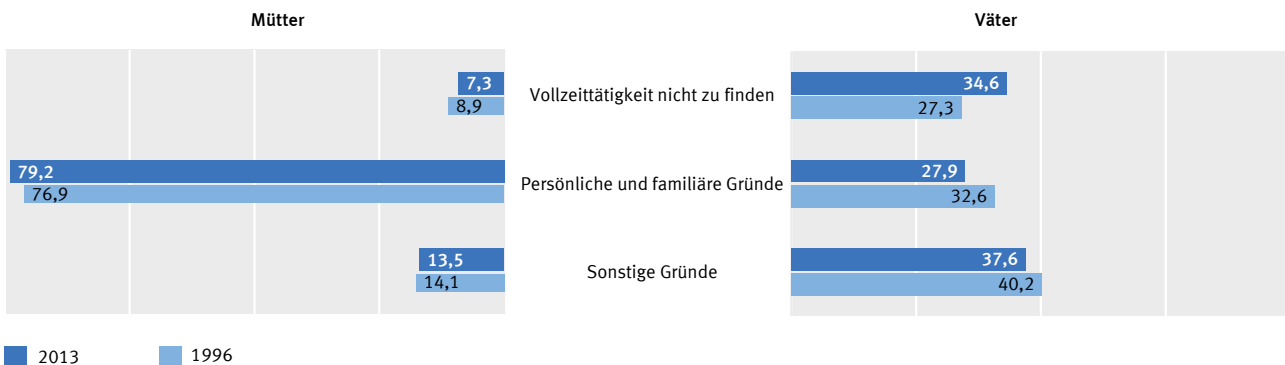 Mütter
Väter
7,3
8,9
Vollzeittätigkeit nicht zu finden
34,6
27,3
79,2
76,9
Persönliche und familiäre Gründe
27,9
32,6
13,5
14,1
Sonstige Gründe
37,6
40,2
2013
1996